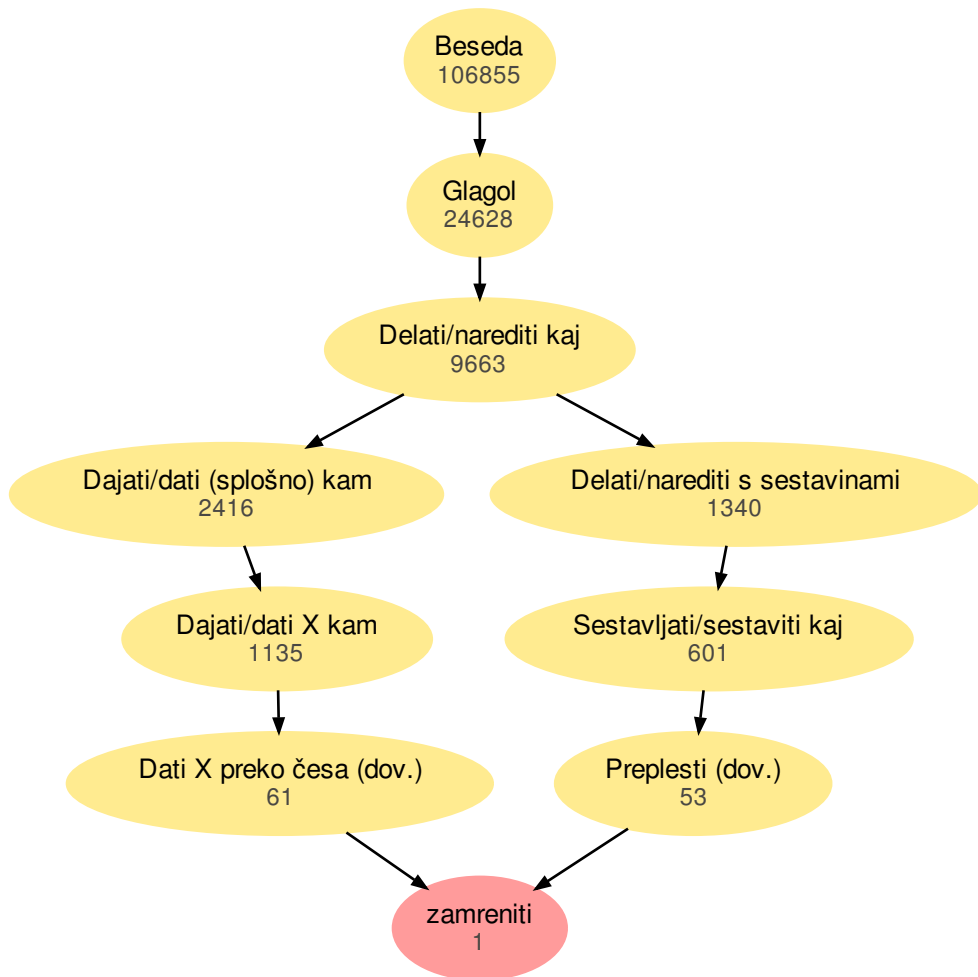 Beseda
106855
Glagol
24628
Delati/narediti kaj
9663
Dajati/dati (splošno) kam
2416
Delati/narediti s sestavinami
1340
Dajati/dati X kam
1135
Sestavljati/sestaviti kaj
601
Dati X preko česa (dov.)
61
Preplesti (dov.)
53
zamreniti
1